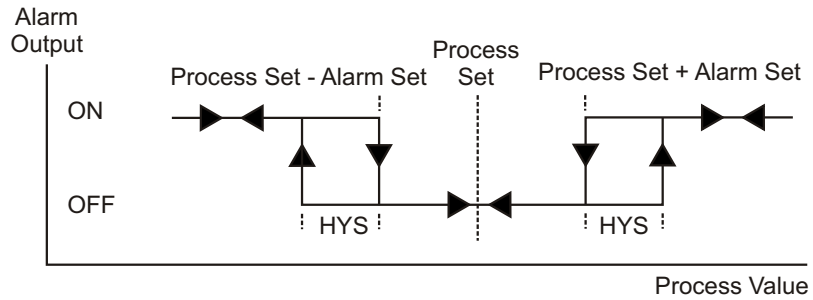 Alarm
Output
Process
Set
Process Set - Alarm Set
Process Set + Alarm Set
ON
OFF
HYS
HYS
Process Value